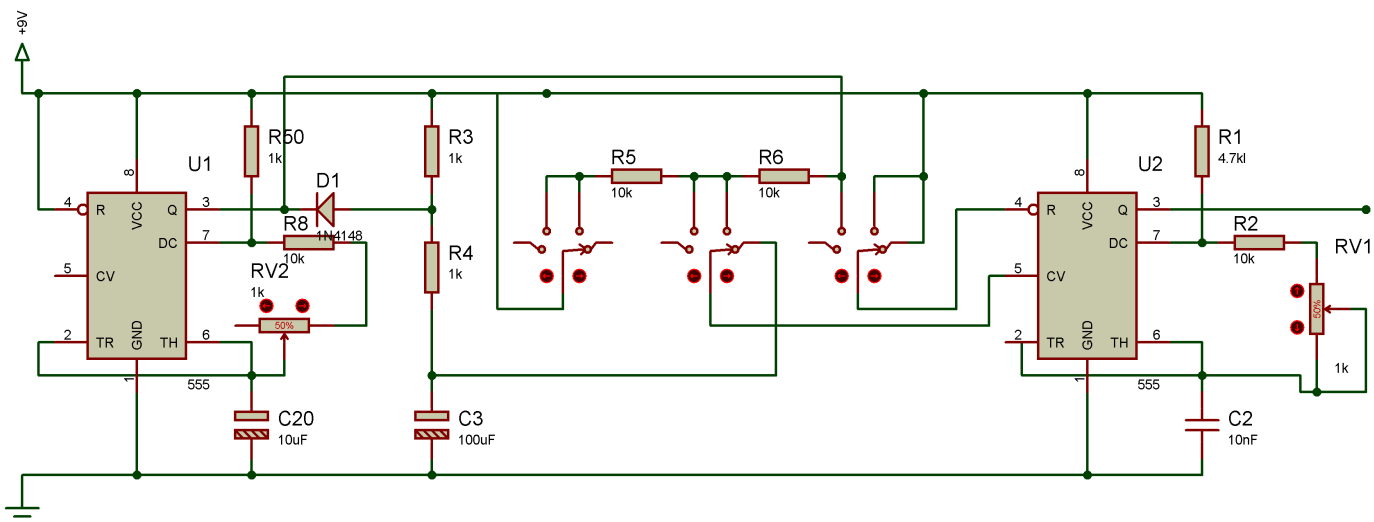 +9V
U1
4
R
8
VCC
Q
3
DC
7
5
CV
2
TR
GND
1
TH
6
555
R50
1k
D1
1N4148
R8
10k
RV2
1k
50%
C20
10uF
R3
1k
R4
1k
C3
100uF
R5
10k
R6
10k
U2
4
R
8
VCC
Q
3
DC
7
5
CV
2
TR
GND
1
TH
6
555
R1
4.7kl
R2
10k
RV1
50%
1k
C2
10nF